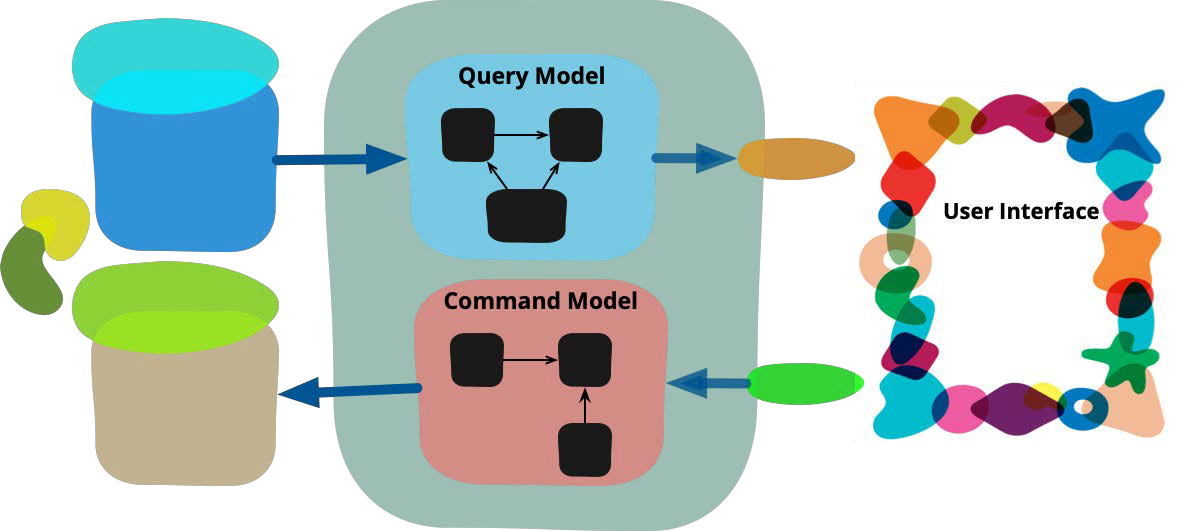 Query Model
User Interface
Command Model